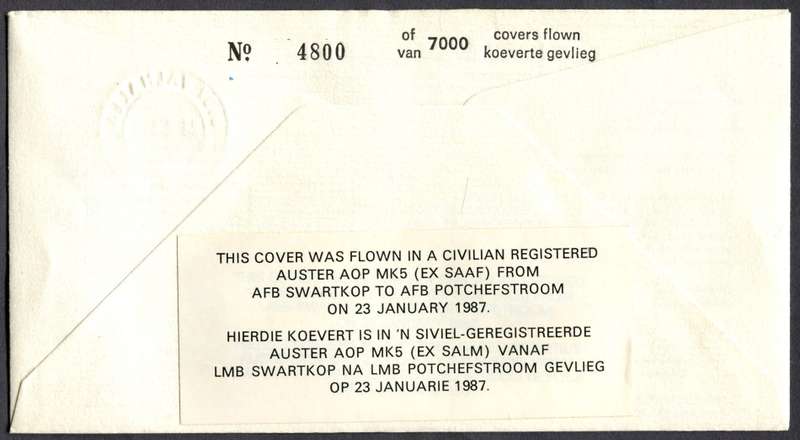 No. 4800 of 7000 covers flown
van koeverte gevlieg
THIS COVER WAS FLOWN IN A CIVILIAN REGISTERED
AUSTER AOP MK5 (EX SAAF) FROM
AFB SWARTKOP TO AFB POTCHEFSTROOM
ON 23 JANUARY 1987.
HIERDIE KOEVERT IS IN 'N SIVIEL-GEREGISTREERDE
AUSTER AOP MK5 (EX SALM) VANAF
LMB SWARTKOP NA LMB POTCHEFSTROOM GEVLIEG
OP 23 JANUARIE 1987.